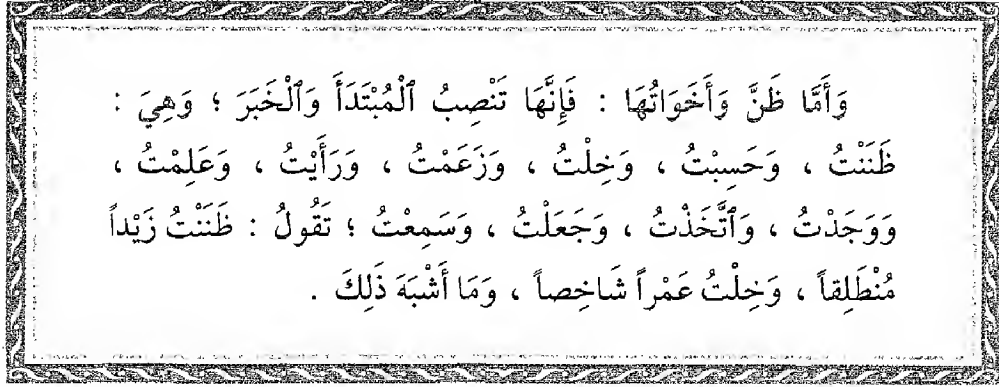 وَأَمَّا ظَنَّ وَأَخَوَاتُهَا : فَإِنَّهَا تَنْصِبُ ٱلْمُبْتَدَأَ وَٱلْخَبَرَ ؛ وَهِيَ :
ظَنَنْتُ ، وَحَسِبْتُ ، وَخِلْتُ ، وَزَعَمْتُ ، وَرَأَيْتُ ، وَعَلِمْتُ ،
وَوَجَدْتُ ، وَٱتَّخَذْتُ ، وَجَعَلْتُ ، وَسَمِعْتُ ؛ تَقُولُ : ظَنَنْتُ زَيْداً
مُنْطَلِقاً ، وَخِلْتُ عَمْراً شَاخِصاً ، وَمَا أَشْبَهَ ذَلِكَ .